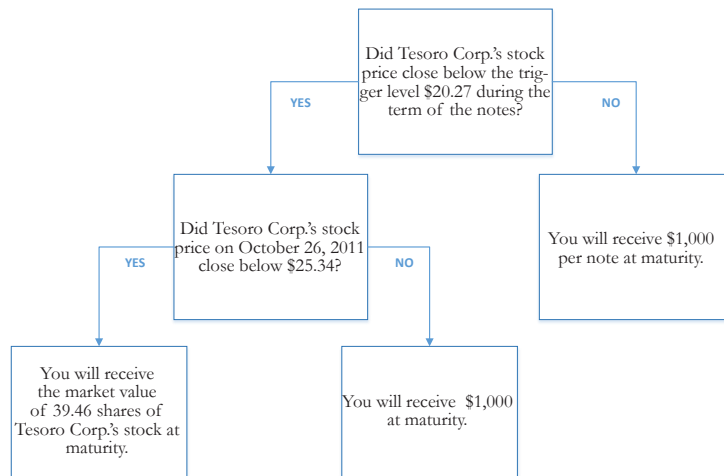 Did Tesoro Corp.'s stock
price close below the trig-
ger level $20.27 during the
term of the notes?
YES
NO
Did Tesoro Corp.'s stock
price on October 26, 2011
close below $25.34?
You will receive $1,000
per note at maturity.
YES
NO
You will receive
the market value
of 39.46 shares of
Tesoro Corp.'s stock at
maturity.
You will receive $1,000
at maturity.